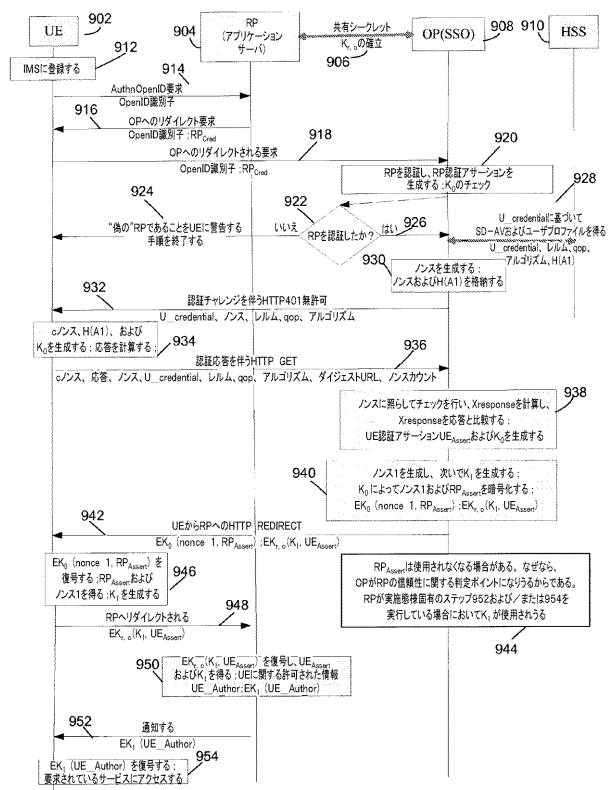 UE
902
904
RP
(アプリケーション
サーバ)
共有シークレット
Kr, oの確立
906
OP(SSO)
908
910
HSS
912
IMSに登録する
914
AuthnOpenID要求
OpenID識別子
916
OPへのリダイレクト要求
OpenID識別子;RPCred
918
OPへのリダイレクトされる要求
OpenID識別子;RPCred
920
RPを認証し、RP認証アサーションを
生成する;K0のチェック
922
RPを認証したか?
924
いいえ
“偽の”RPであることをUEに警告する
手順を終了する
はい
926
928
U__credentialに基づいて
SD-AVおよびユーザプロファイルを得る
U__credential、レルム、qop、
アルゴリズム、H(A1)
930
ノンスを生成する;
ノンスおよびH(A1)を格納する
932
認証チャレンジを伴うHTTP401無許可
U__credential、ノンス、レルム、qop、アルゴリズム
cノンス、H(A1)、および
K0を生成する;応答を計算する;
934
936
認証応答を伴うHTTP GET
cノンス、応答、ノンス、U__credential、レルム、qop、アルゴリズム、ダイジェストURL、ノンスカウント
938
ノンスに照らしてチェックを行い、Xresponseを計算し、
Xresponseを応答と比較する;
UE認証アサーションUEAssertおよびK0を生成する
940
ノンス1を生成し、次いでK1を生成する;
K0によってノンス1およびRPAssertを暗号化する;
EK0 (nonce 1, RPAssert) ;EKr, o(K1, UEAssert)
942
UEからRPへのHTTP REDIRECT
EK0 (nonce 1, RPAssert) ;EKr, o(K1, UEAssert)
EK0 (nonce 1, RPAssert) を
復号する;RPAssertおよび
ノンス1を得る;K1を生成する
946
RPAssertは使用されなくなる場合がある。なぜなら、
OPがRPの信頼性に関する判定ポイントになりうるからである。
RPが実施態様固有のステップ952および/または954を
実行している場合においてK1が使用されうる
944
948
RPへリダイレクトされる
EKr, o(K1, UEAssert)
950
EKr, o(K1, UEAssert) を復号し、UEAssert
およびK1を得る;UEに関する許可された情報
UE__Author;EK1 (UE__Author)
952
通知する
EK1 (UE__Author)
EK1 (UE__Author) を復号する;
要求されているサービスにアクセスする
954